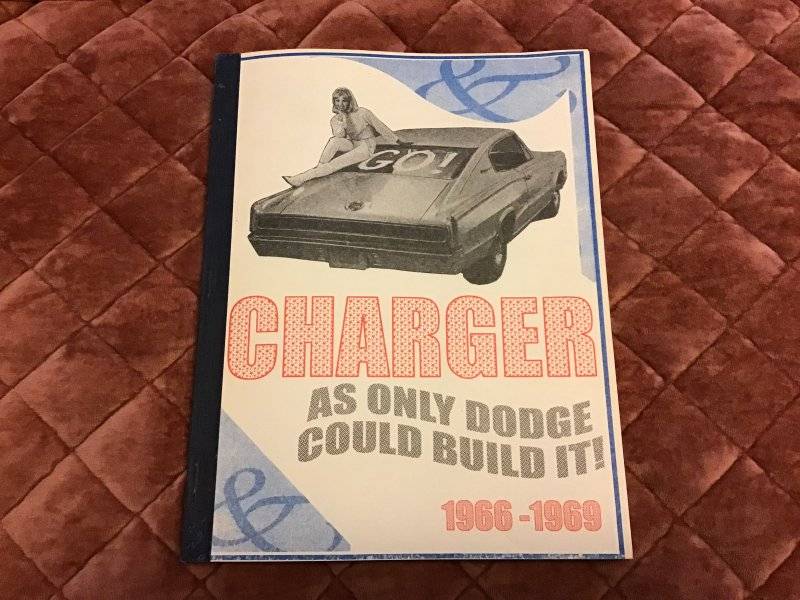 GO!
CHARGER
AS ONLY DODGE
COULD BUILD IT!
1966 -1969